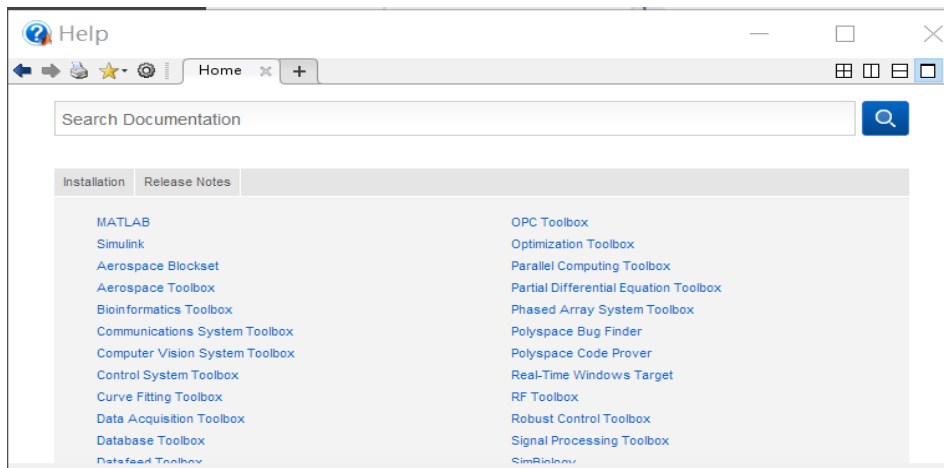 Help
Home
Search Documentation
Installation Release Notes
MATLAB
Simulink
Aerospace Blockset
Aerospace Toolbox
Bioinformatics Toolbox
Communications System Toolbox
Computer Vision System Toolbox
Control System Toolbox
Curve Fitting Toolbox
Data Acquisition Toolbox
Database Toolbox
Datafeed Toolbox
OPC Toolbox
Optimization Toolbox
Parallel Computing Toolbox
Partial Differential Equation Toolbox
Phased Array System Toolbox
Polyspace Bug Finder
Polyspace Code Prover
Real-Time Windows Target
RF Toolbox
Robust Control Toolbox
Signal Processing Toolbox
SimBiology